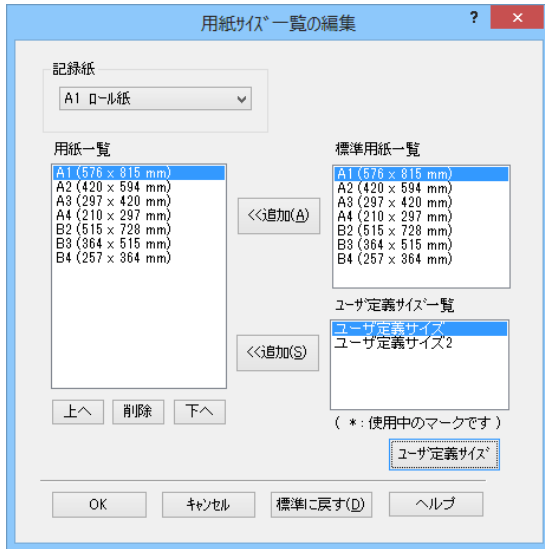 用紙ｻｲｽﾞ一覧の編集
?
×
記録紙
A1 ﾛｰﾙ紙
用紙一覧
A1 (576 x 815 mm)
A2 (420 x 594 mm)
A3 (297 x 420 mm)
A4 (210 x 297 mm)
B2 (515 x 728 mm)
B3 (364 x 515 mm)
B4 (257 x 364 mm)
<<追加(A)
標準用紙一覧
A1 (576 x 815 mm)
A2 (420 x 594 mm)
A3 (297 x 420 mm)
A4 (210 x 297 mm)
B2 (515 x 728 mm)
B3 (364 x 515 mm)
B4 (257 x 364 mm)
ﾕｰｻﾞ定義ｻｲｽﾞ一覧
ユーザ定義サイズ
ユーザ定義サイズ2
<<追加(S)
上へ 削除 下へ
( *：使用中のマークです )
ﾕｰｻﾞ定義ｻｲｽﾞ
OK ｷｬﾝｾﾙ 標準に戻す(D) ヘルプ